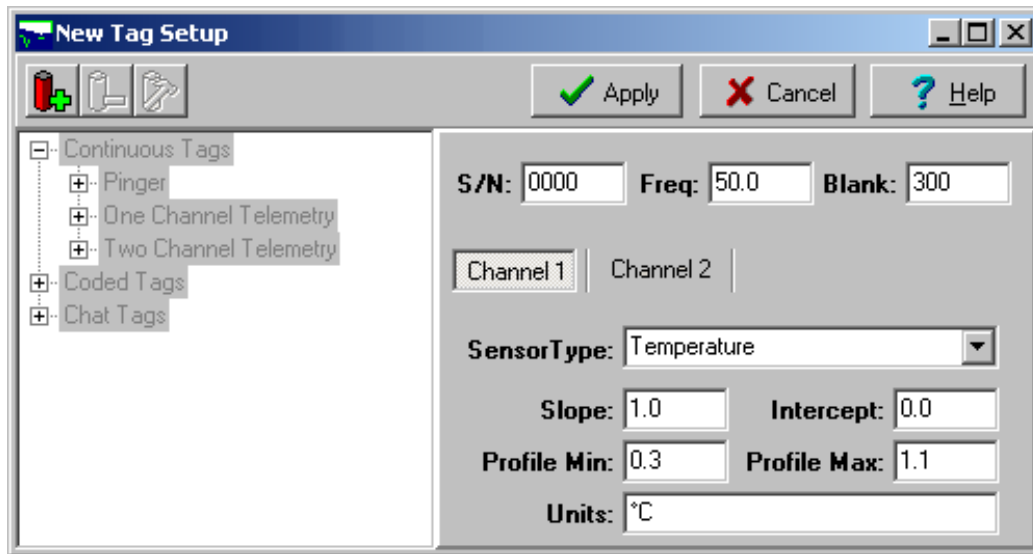 New Tag Setup
Apply Cancel Help
Continuous Tags
Pinger
One Channel Telemetry
Two Channel Telemetry
Coded Tags
Chat Tags
S/N: 0000 Freq: 50.0 Blank: 300
Channel 1 Channel 2
SensorType: Temperature
Slope: 1.0 Intercept: 0.0
Profile Min: 0.3 Profile Max: 1.1
Units: °C